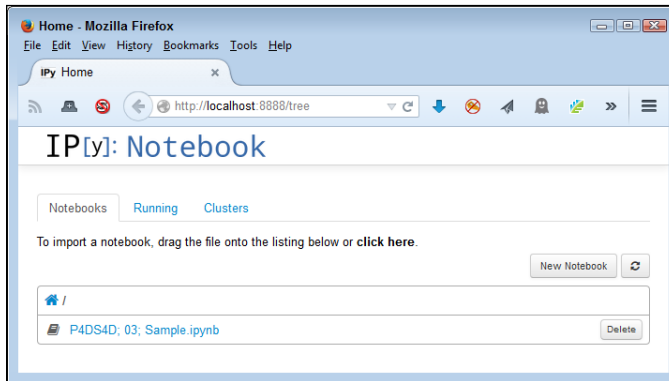 Home - Mozilla Firefox
File Edit View History Bookmarks Tools Help
IPy Home
http://localhost:8888/tree
IP[y]: Notebook
Notebooks Running Clusters
To import a notebook, drag the file onto the listing below or click here.
New Notebook
/
P4DS4D; 03; Sample.ipynb Delete